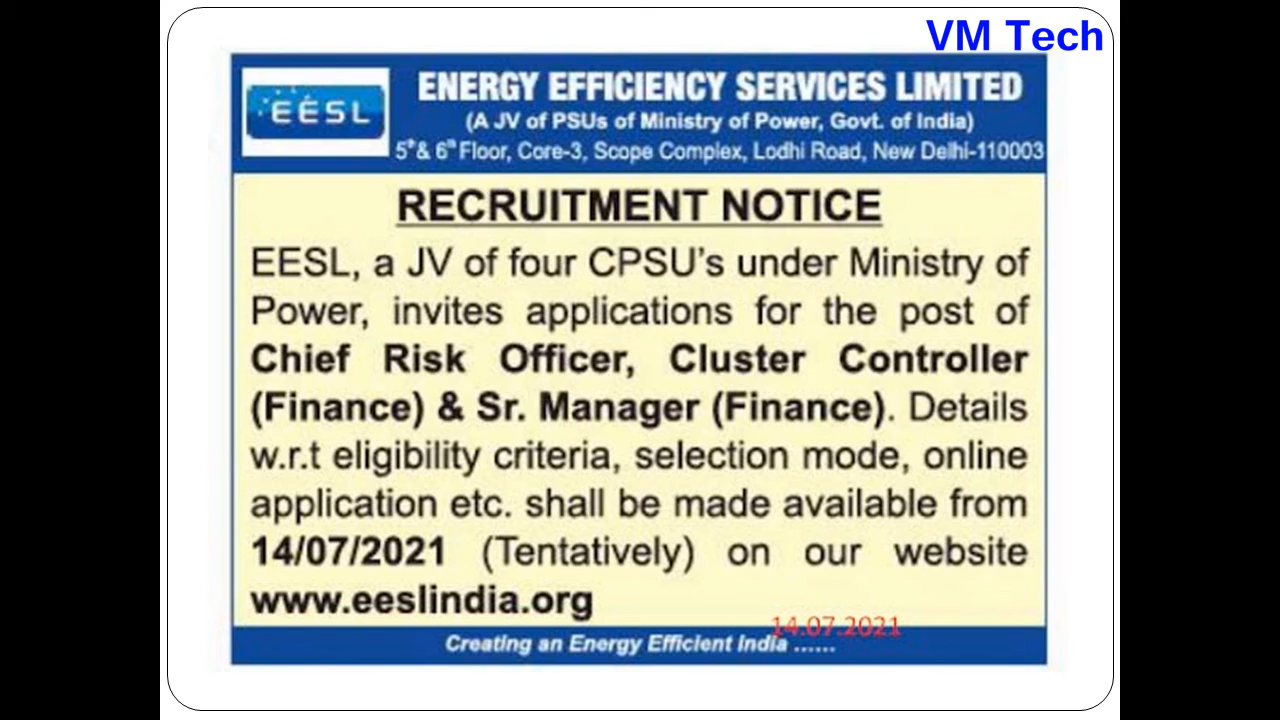 VM Tech
EESL
ENERGY EFFICIENCY SERVICES LIMITED
(A JV of PSUs of Ministry of Power, Govt. of India)
5th & 6th Floor, Core-3, Scope Complex, Lodhi Road, New Delhi-110003
RECRUITMENT NOTICE
EESL, a JV of four CPSU's under Ministry of
Power, invites applications for the post of
Chief Risk Officer, Cluster Controller
(Finance) & Sr. Manager (Finance). Details
w.r.t eligibility criteria, selection mode, online
application etc. shall be made available from
14/07/2021 (Tentatively) on our website
www.eeslindia.org
14.07.2021
Creating an Energy Efficient India ......